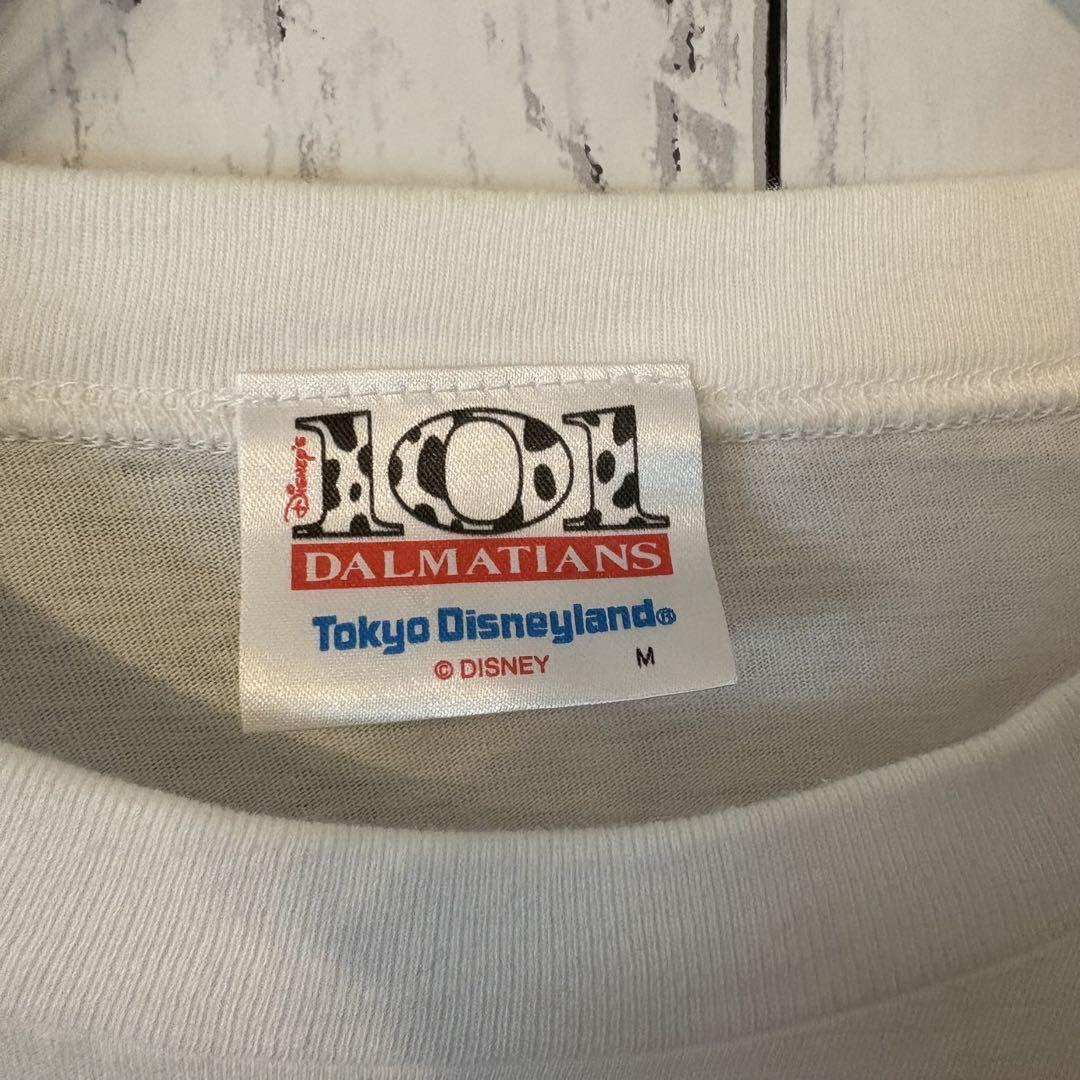 Disney's
101
DALMATIANS
Tokyo Disneyland®
© DISNEY M